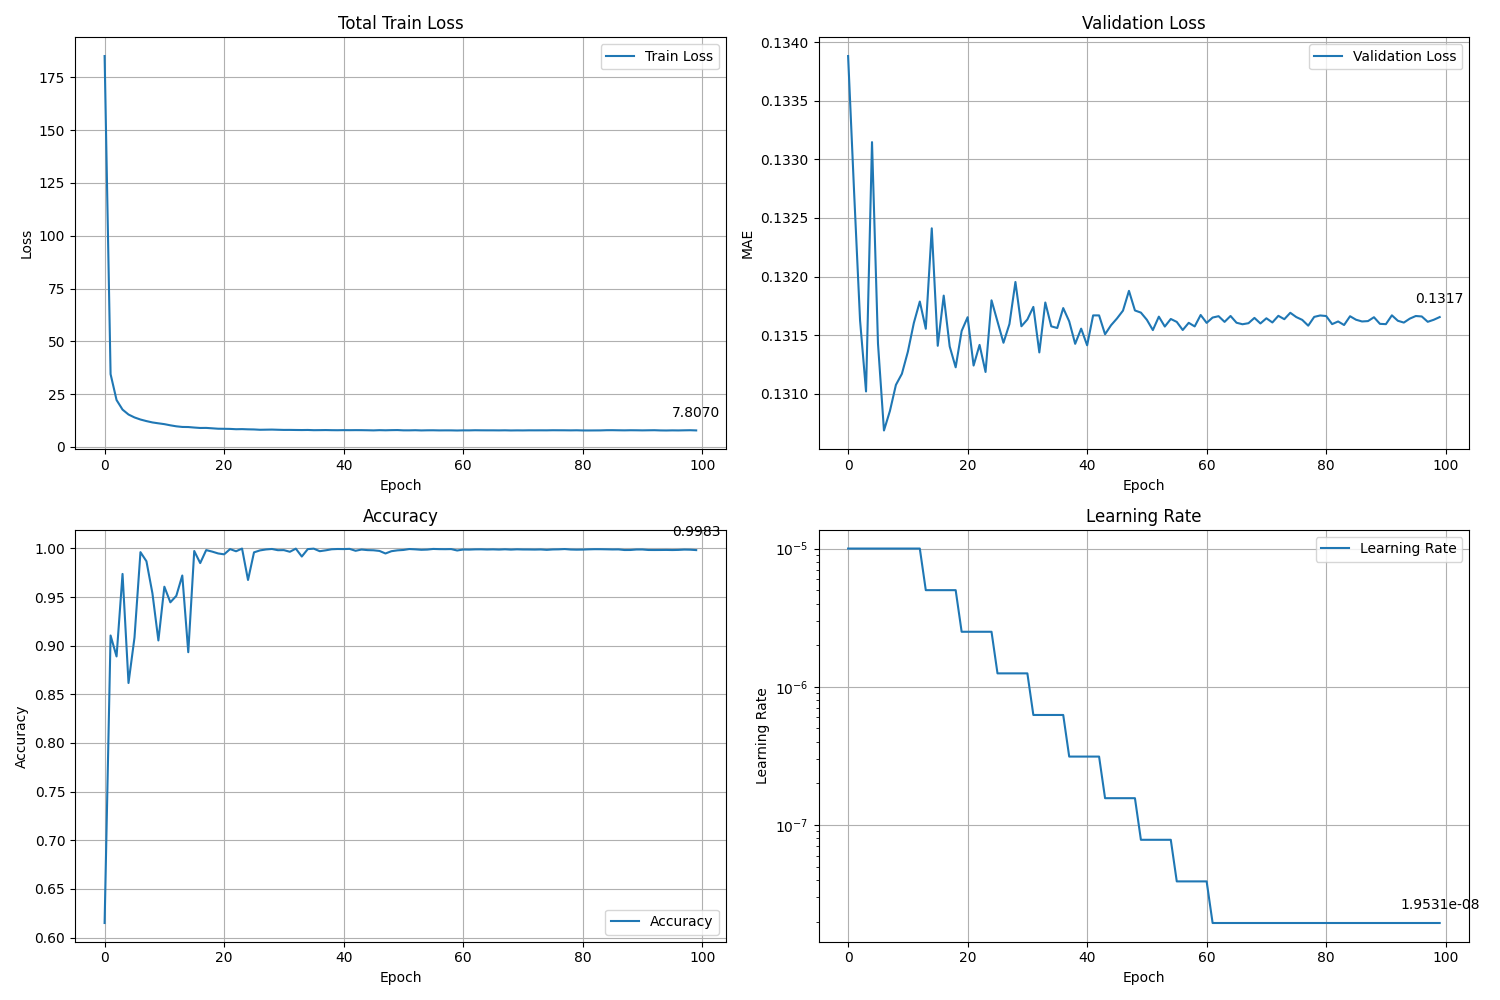 Total Train Loss
Train Loss
175
150
125
100
75
50
25
0
Loss
7.8070
0 20 40 60 80 100
Epoch
Validation Loss
Validation Loss
0.1340
0.1335
0.1330
0.1325
0.1320
0.1315
0.1310
MAE
0.1317
0 20 40 60 80 100
Epoch
Accuracy
0.9983
1.00
0.95
0.90
0.85
0.80
0.75
0.70
0.65
0.60
Accuracy
Accuracy
0 20 40 60 80 100
Epoch
Learning Rate
Learning Rate
10⁻⁵
10⁻⁶
10⁻⁷
Learning Rate
1.9531e-08
0 20 40 60 80 100
Epoch